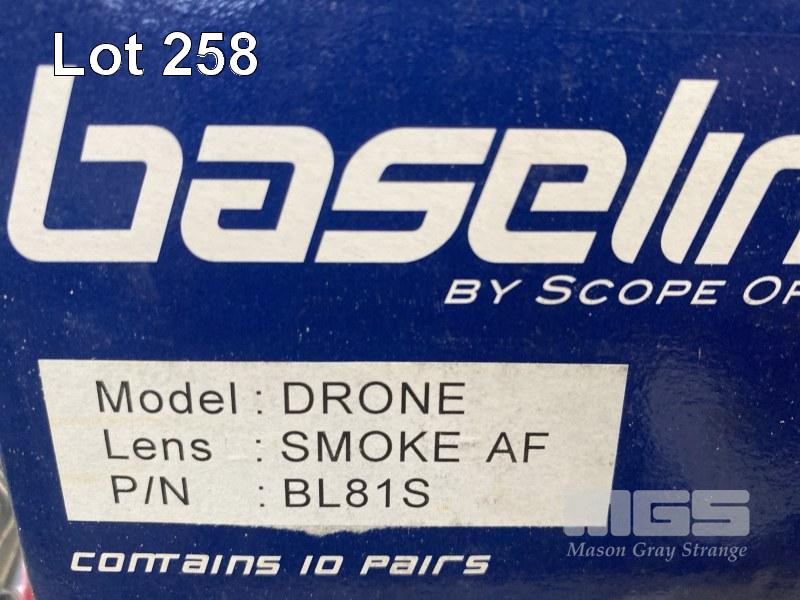 Lot 258
baselin
BY SCOPE OP
Model : DRONE
Lens : SMOKE AF
P/N : BL81S
MGS
Mason Gray Strange
contains 10 pairs